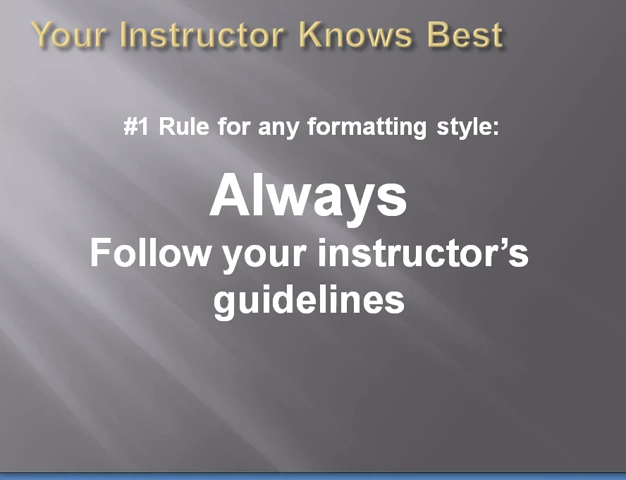 Your Instructor Knows Best
#1 Rule for any formatting style:
Always
Follow your instructor’s
guidelines